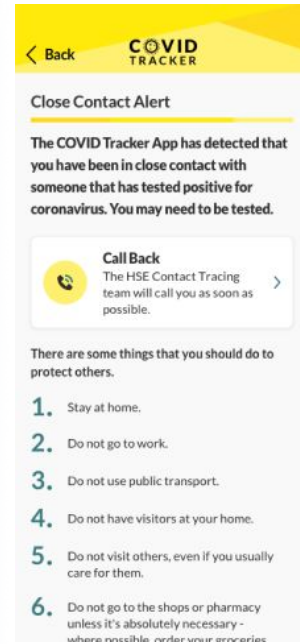 Back
COVID
TRACKER
Close Contact Alert
The COVID Tracker App has detected that
you have been in close contact with
someone that has tested positive for
coronavirus. You may need to be tested.
Call Back
The HSE Contact Tracing
team will call you as soon as
possible.
There are some things that you should do to
protect others.
1. Stay at home.
2. Do not go to work.
3. Do not use public transport.
4. Do not have visitors at your home.
5. Do not visit others, even if you usually
care for them.
6. Do not go to the shops or pharmacy
unless it's absolutely necessary -
where possible, order your groceries